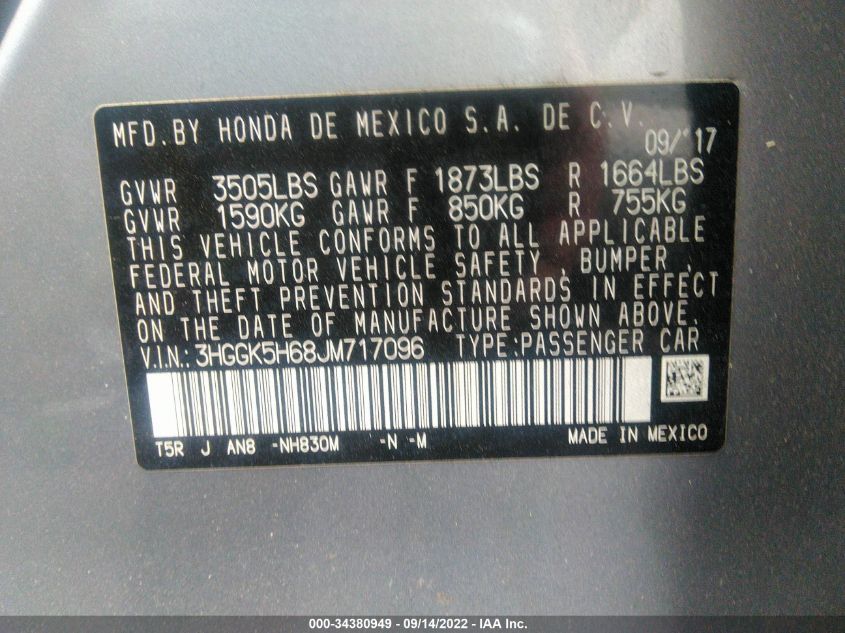 MFD.BY HONDA DE MEXICO S.A. DE C.V.
09/'17
GVWR 3505LBS GAWR F 1873LBS R 1664LBS
GVWR 1590KG GAWR F 850KG R 755KG
THIS VEHICLE CONFORMS TO ALL APPLICABLE
FEDERAL MOTOR VEHICLE SAFETY , BUMPER ,
AND THEFT PREVENTION STANDARDS IN EFFECT
ON THE DATE OF MANUFACTURE SHOWN ABOVE.
V.I.N.: 3HGGK5H68JM717096 TYPE:PASSENGER CAR
T5R J AN8 -NH830M -N -M MADE IN MEXICO
000-34380949 - 09/14/2022 - IAA Inc.